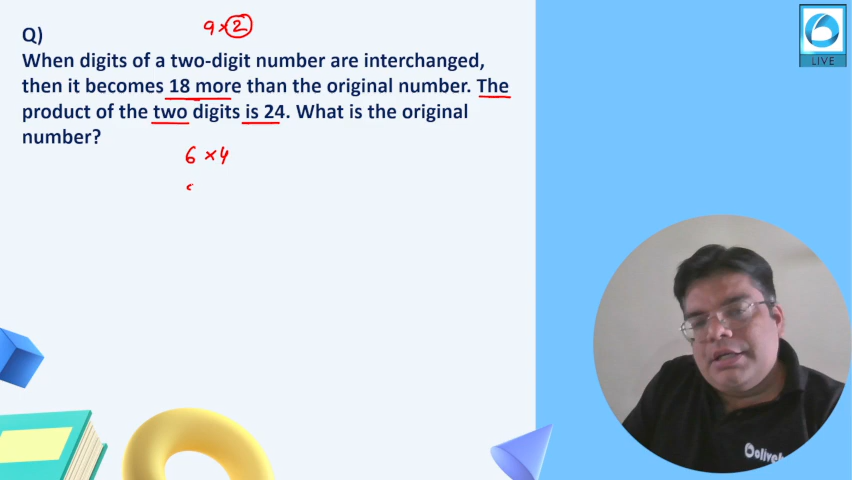 9 × 2
Q)
When digits of a two-digit number are interchanged,
then it becomes 18 more than the original number. The
product of the two digits is 24. What is the original
number?
6 × 4
LIVE